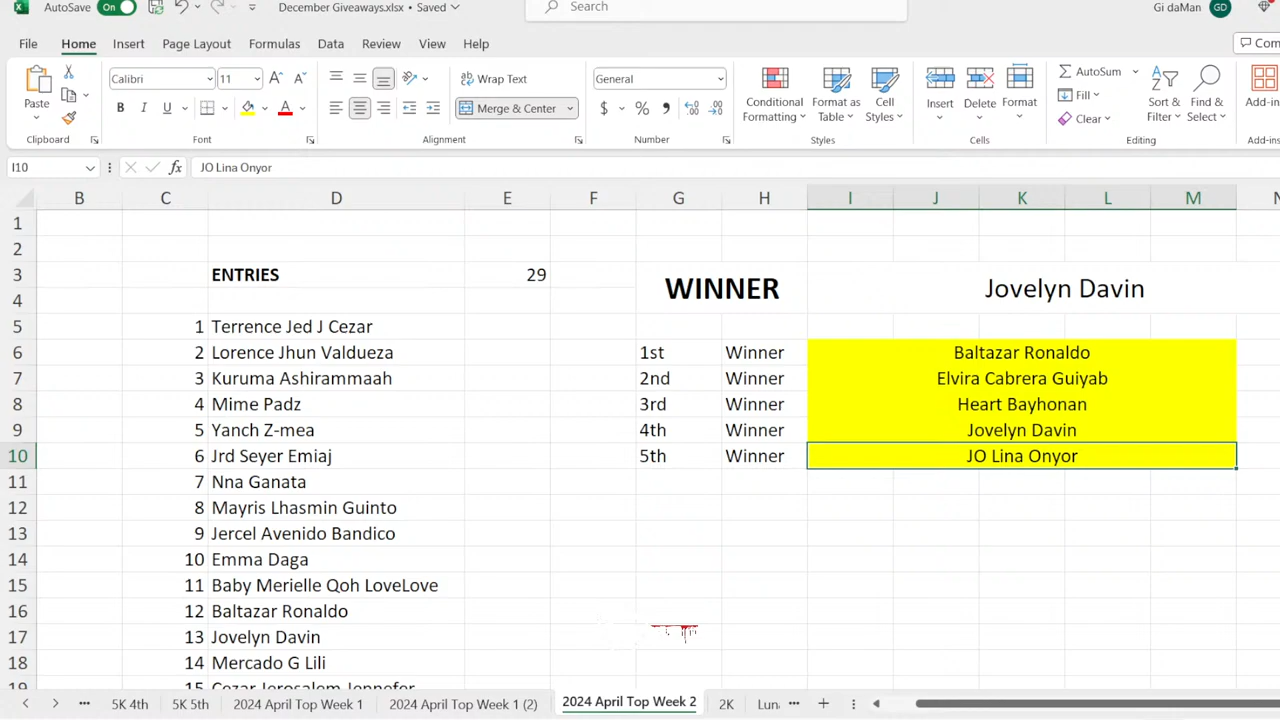 AutoSave On December Giveaways.xlsx • Saved Search Gi daMan GD
File Home Insert Page Layout Formulas Data Review View Help
Paste Calibri 11 Wrap Text General Conditional Formatting Format as Table Cell Styles Insert Delete Format AutoSum Sort & Filter Find & Select
B I U Merge & Center $ % Fill
Clear
Clipboard Font Alignment Number Styles Cells Editing Add-ins
I10 fx JO Lina Onyor
B C D E F G H I J K L M N
1
2
3 ENTRIES 29 WINNER Jovelyn Davin
4
5 1 Terrence Jed J Cezar
6 2 Lorence Jhun Valdueza 1st Winner Baltazar Ronaldo
7 3 Kuruma Ashirammaah 2nd Winner Elvira Cabrera Guiyab
8 4 Mime Padz 3rd Winner Heart Bayhonan
9 5 Yanch Z-mea 4th Winner Jovelyn Davin
10 6 Jrd Seyer Emiaj 5th Winner JO Lina Onyor
11 7 Nna Ganata
12 8 Mayris Lhasmin Guinto
13 9 Jercel Avenido Bandico
14 10 Emma Daga
15 11 Baby Merielle Qoh LoveLove
16 12 Baltazar Ronaldo
17 13 Jovelyn Davin
18 14 Mercado G Lili
19 15 Cezar Jerosalem Jennefer
... 5K 4th 5K 5th 2024 April Top Week 1 2024 April Top Week 1 (2) 2024 April Top Week 2 2K ...